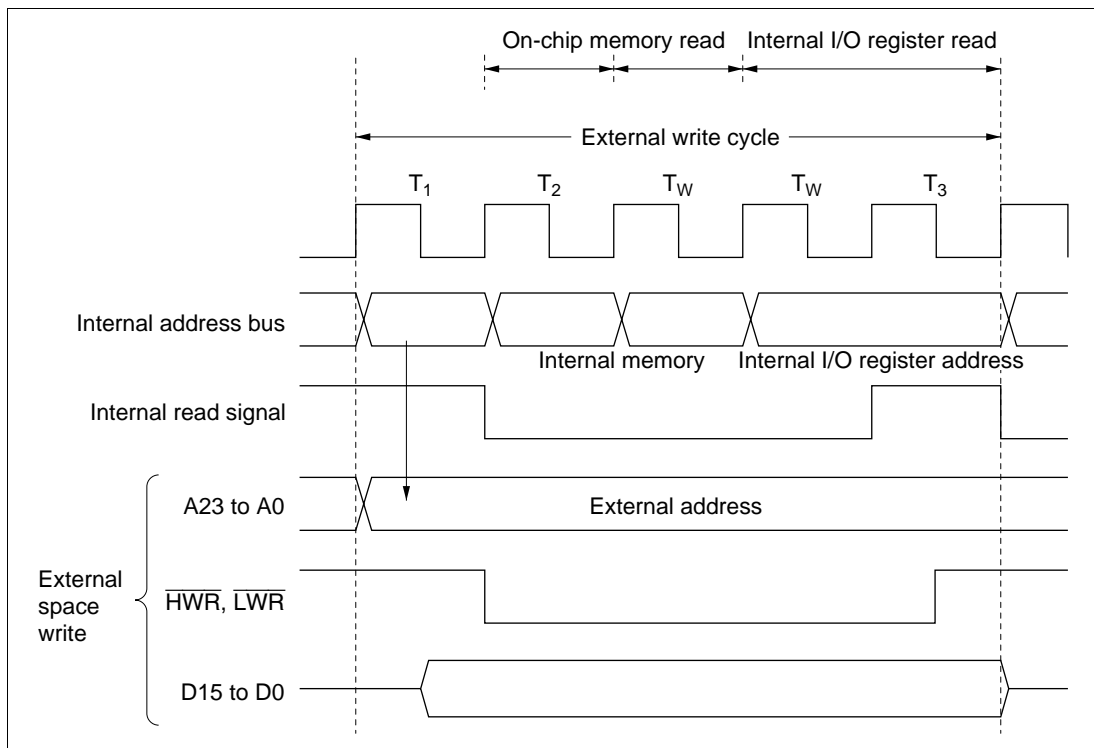 On-chip memory read Internal I/O register read
External write cycle
T1 T2 TW TW T3
Internal address bus
Internal memory Internal I/O register address
Internal read signal
A23 to A0 External address
External
space
write
HWR, LWR
D15 to D0